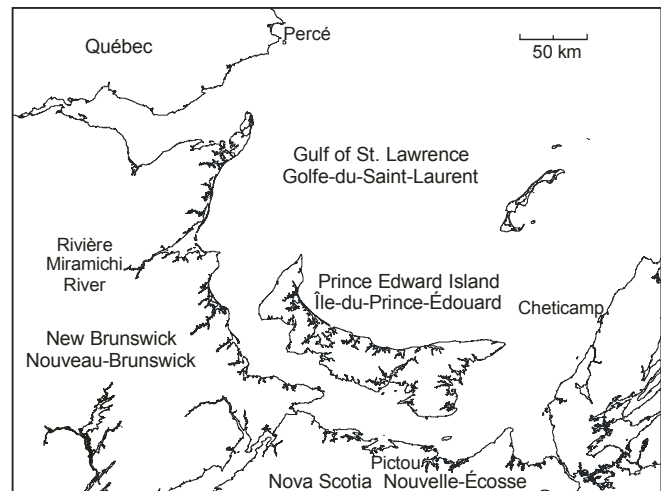 Québec
Percé
50 km
Gulf of St. Lawrence
Golfe-du-Saint-Laurent
Rivière
Miramichi
River
Prince Edward Island
Île-du-Prince-Édouard
Cheticamp
New Brunswick
Nouveau-Brunswick
Pictou
Nova Scotia Nouvelle-Écosse